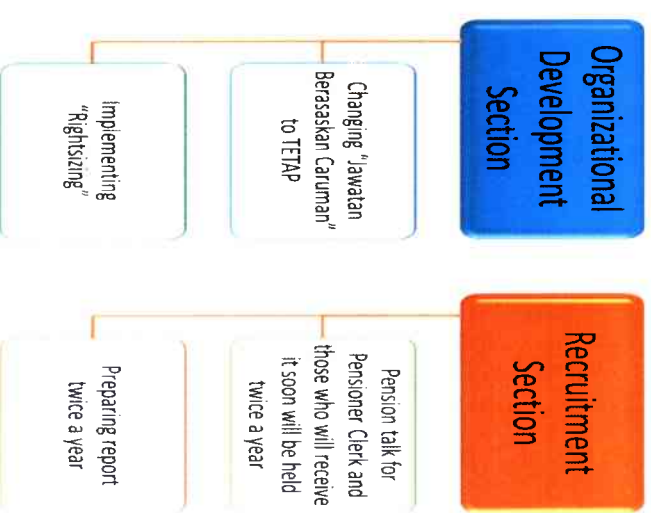 Organizational
Development
Section
Changing "Jawatan
Berasaskan Caruman"
to TETAP
Implementing
"Rightsizing"
Recruitment
Section
Pension talk for
Pensioner Clerk and
those who will receive
it soon will be held
twice a year
Preparing report
twice a year